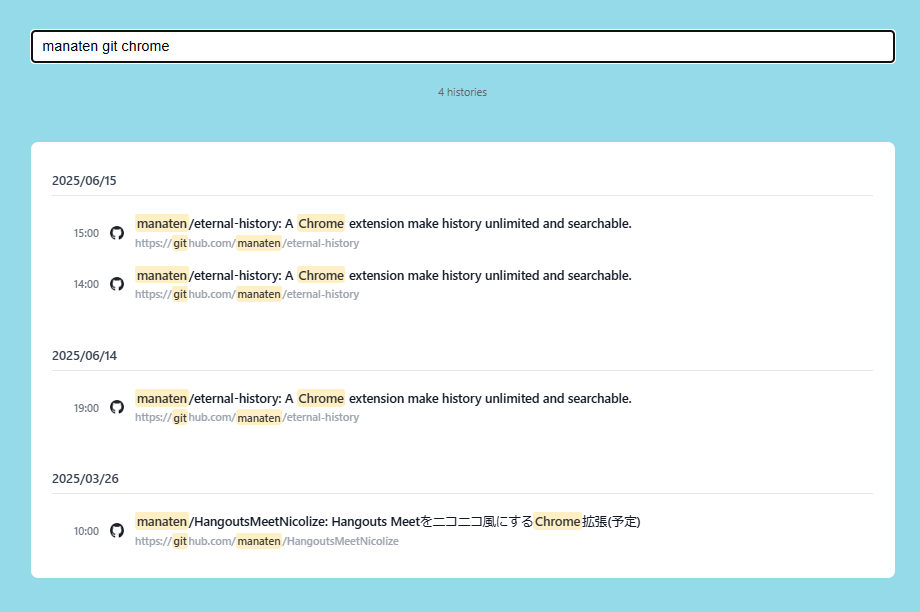 manaten git chrome
4 histories
2025/06/15
15:00
manaten/eternal-history: A Chrome extension make history unlimited and searchable.
https://github.com/manaten/eternal-history
14:00
manaten/eternal-history: A Chrome extension make history unlimited and searchable.
https://github.com/manaten/eternal-history
2025/06/14
19:00
manaten/eternal-history: A Chrome extension make history unlimited and searchable.
https://github.com/manaten/eternal-history
2025/03/26
10:00
manaten/HangoutsMeetNicolize: Hangouts Meetをニコニコ風にするChrome拡張(予定)
https://github.com/manaten/HangoutsMeetNicolize